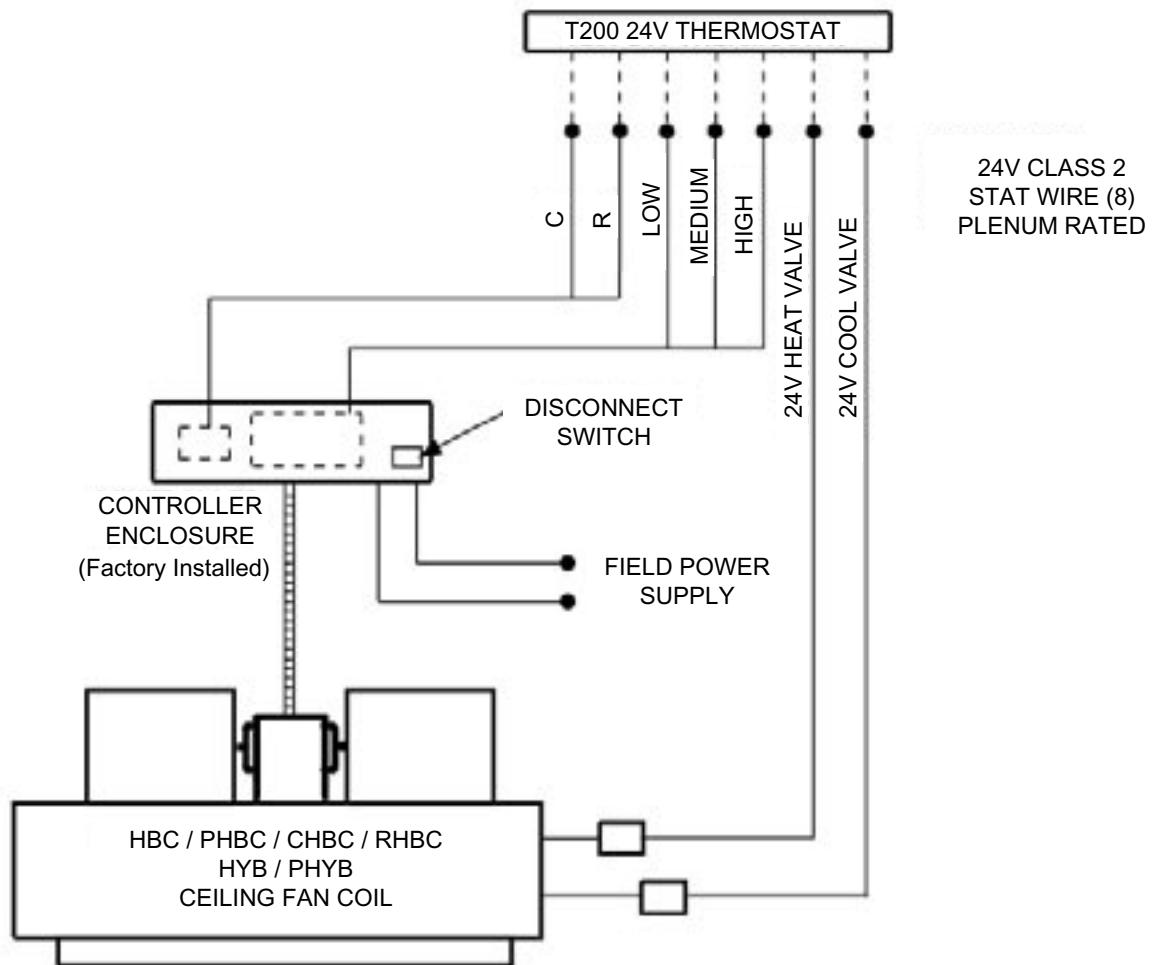 T200 24V THERMOSTAT
24V CLASS 2
STAT WIRE (8)
PLENUM RATED
C
R
LOW
MEDIUM
HIGH
24V HEAT VALVE
24V COOL VALVE
DISCONNECT
SWITCH
CONTROLLER
ENCLOSURE
(Factory Installed)
FIELD POWER
SUPPLY
HBC / PHBC / CHBC / RHBC
HYB / PHYB
CEILING FAN COIL